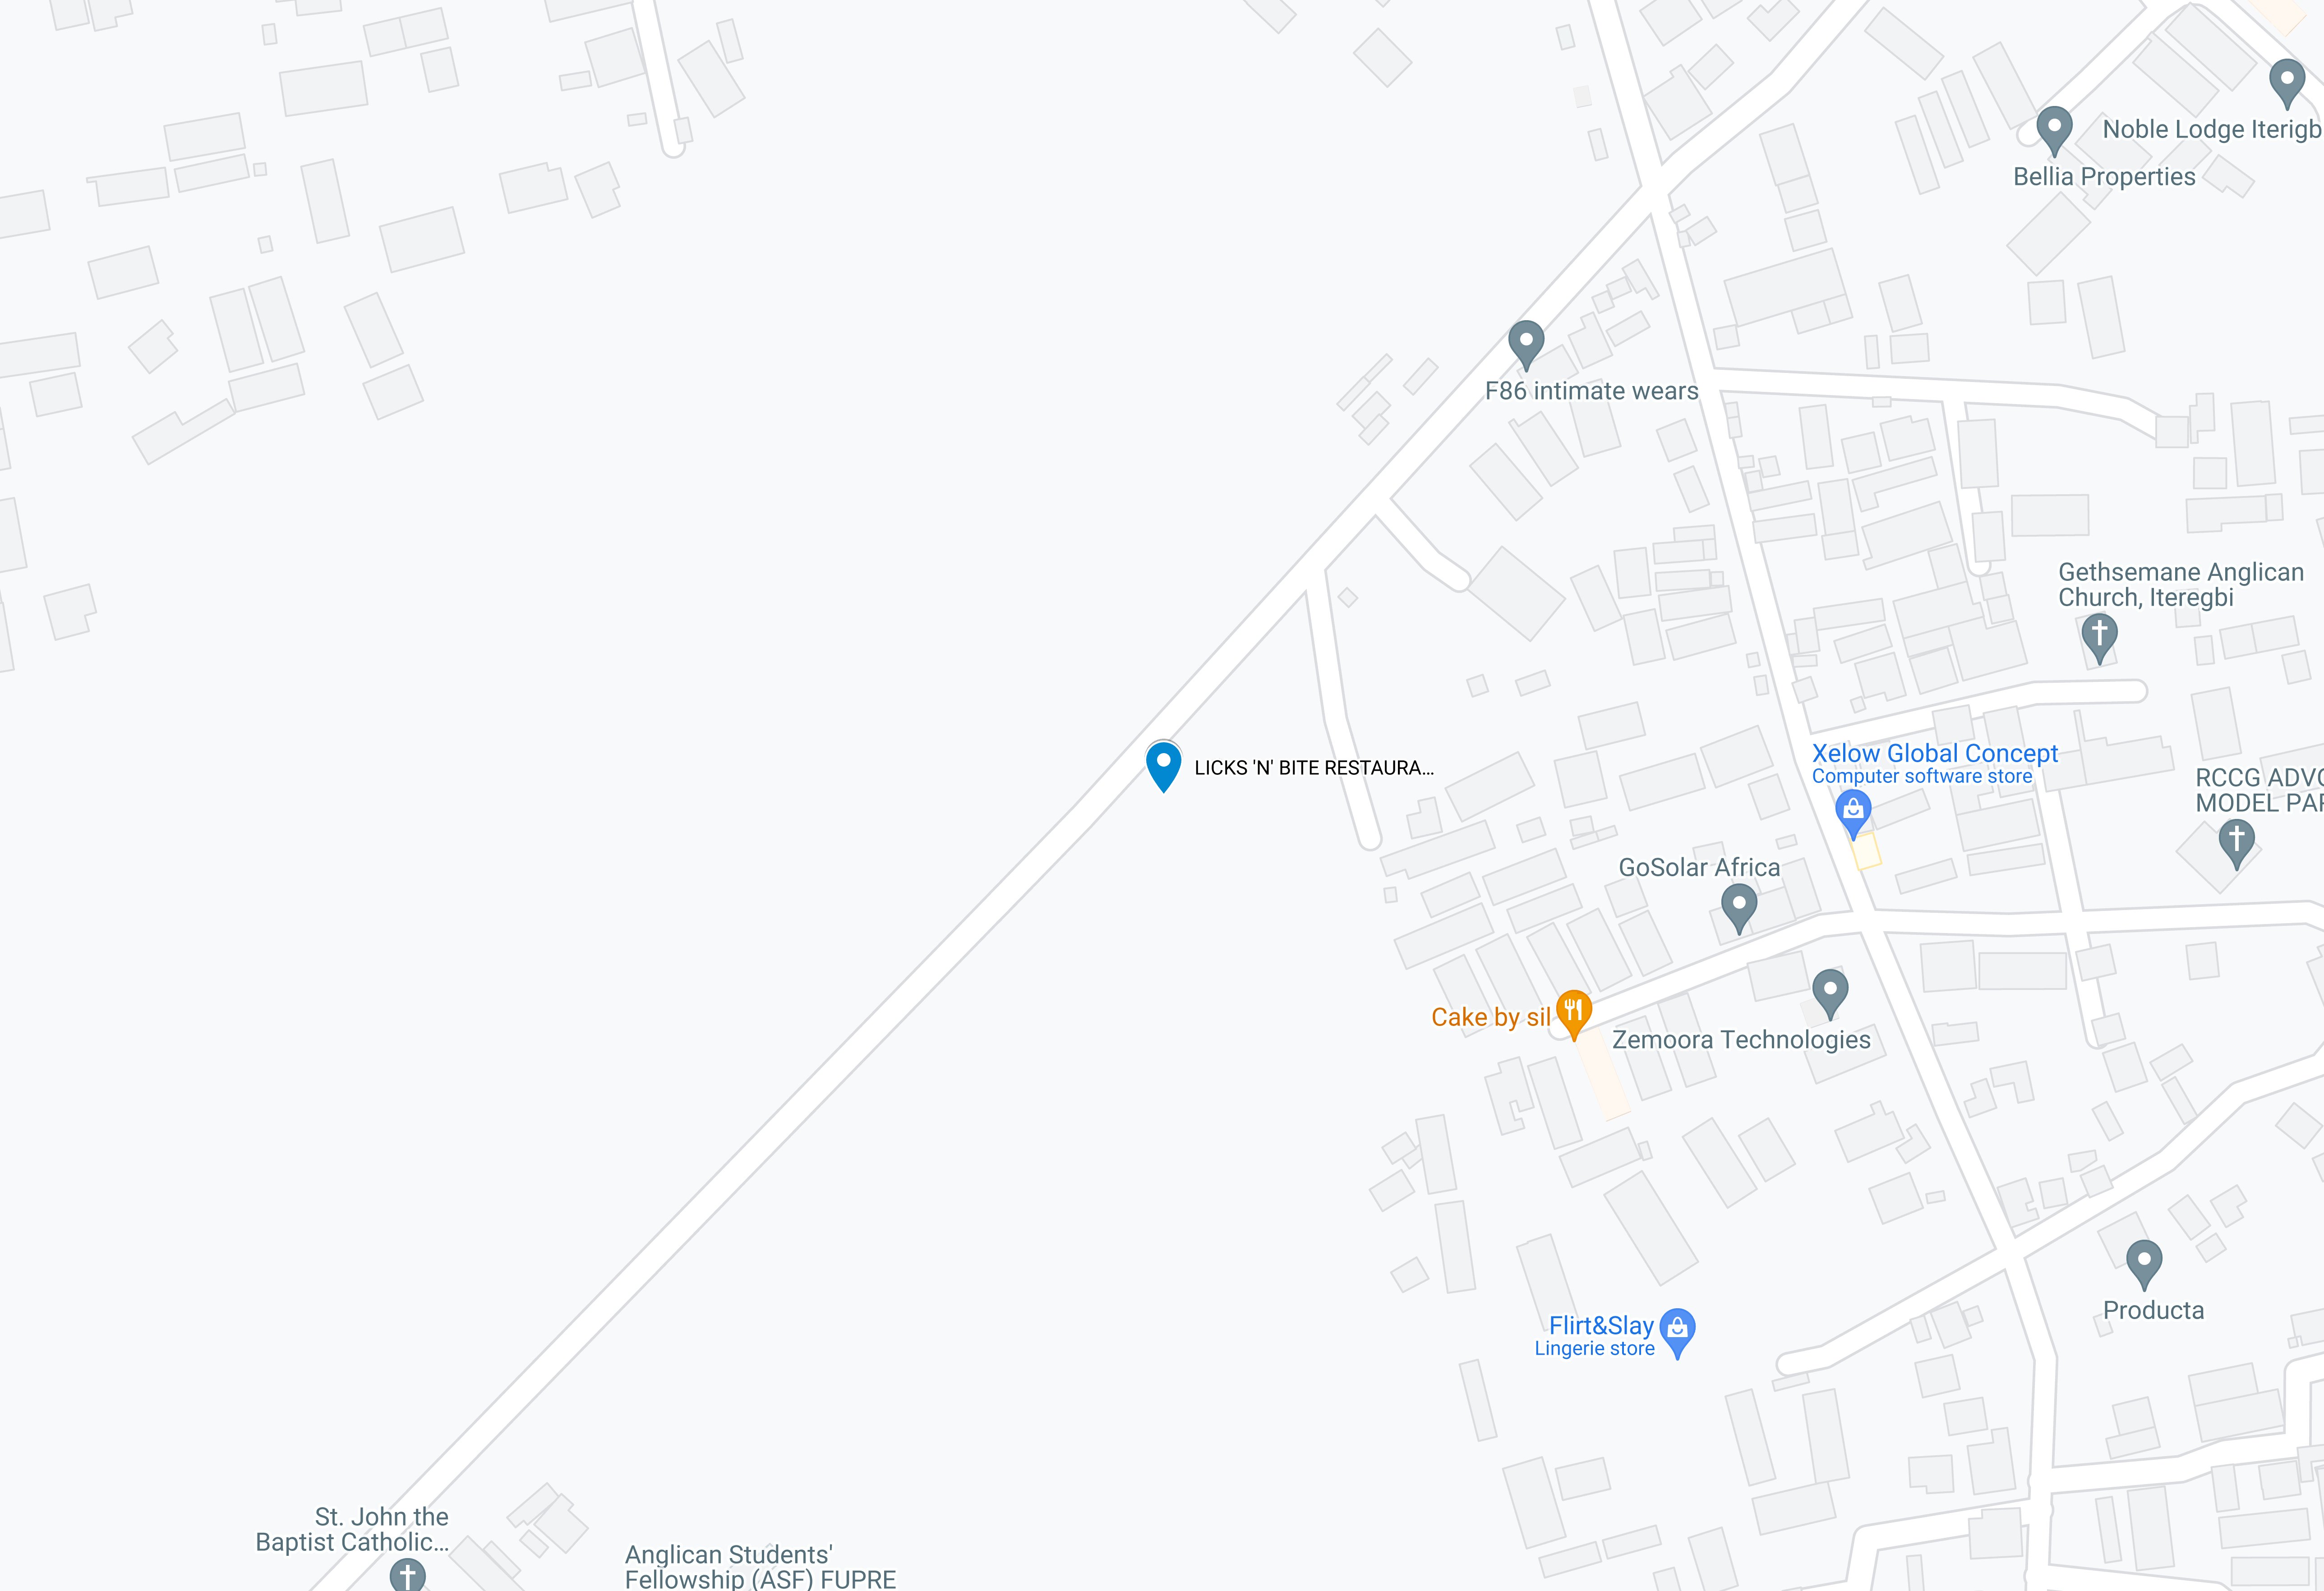 Noble Lodge Iterigb
Bellia Properties
F86 intimate wears
Gethsemane Anglican
Church, Iteregbi
LICKS 'N' BITE RESTAURA...
Xelow Global Concept
Computer software store
RCCG ADVO
MODEL PAR
GoSolar Africa
Cake by sil
Zemoora Technologies
Producta
Flirt&Slay
Lingerie store
St. John the
Baptist Catholic...
Anglican Students'
Fellowship (ASF) FUPRE